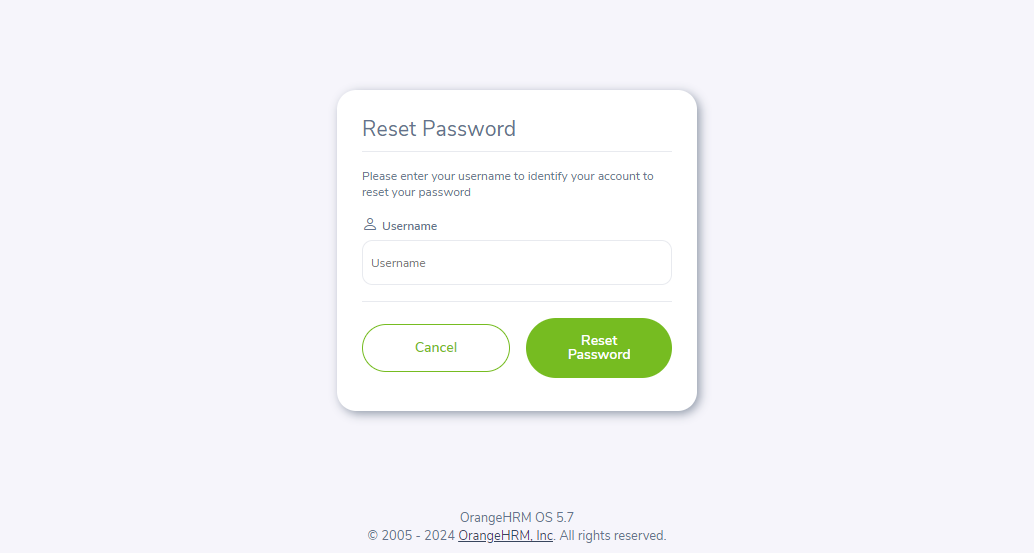 Reset Password
Please enter your username to identify your account to
reset your password
Username
Username
Cancel
Reset
Password
OrangeHRM OS 5.7
© 2005 - 2024 OrangeHRM, Inc. All rights reserved.